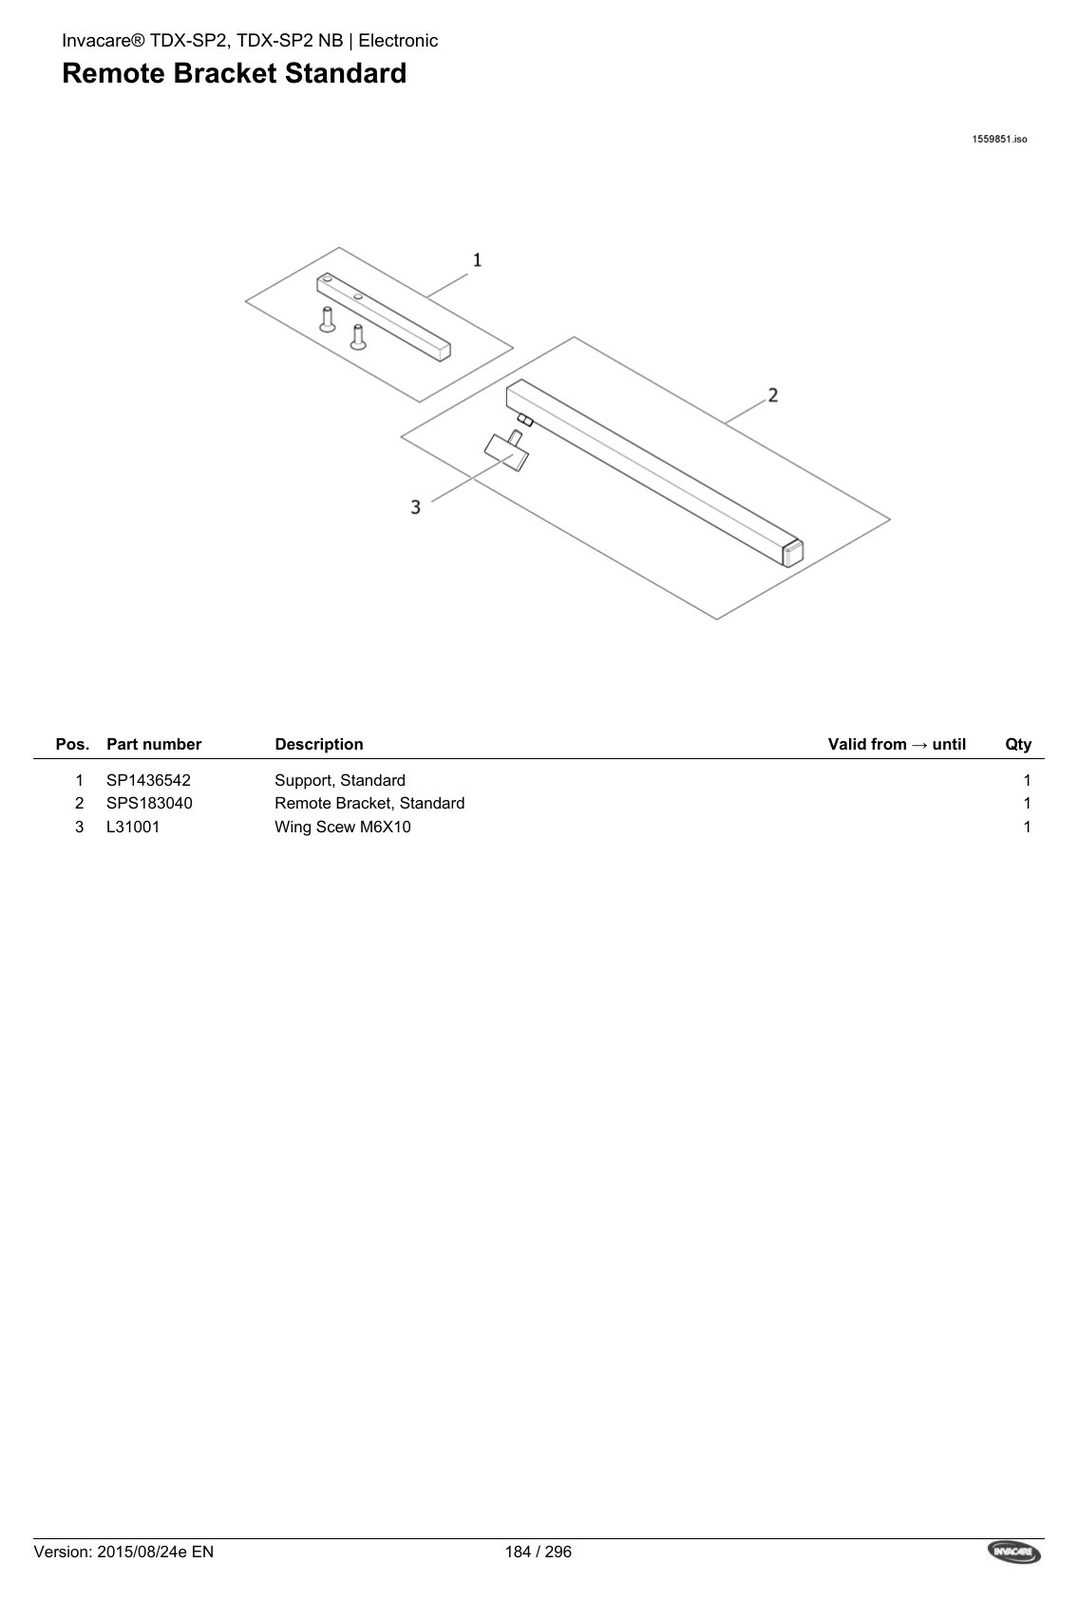 Invacare® TDX-SP2, TDX-SP2 NB | Electronic
Remote Bracket Standard
1559851.iso
1
2
3
Pos. Part number Description Valid from → until Qty
1 SP1436542 Support, Standard 1
2 SPS183040 Remote Bracket, Standard 1
3 L31001 Wing Scew M6X10 1
Version: 2015/08/24e EN 184 / 296 INVACARE